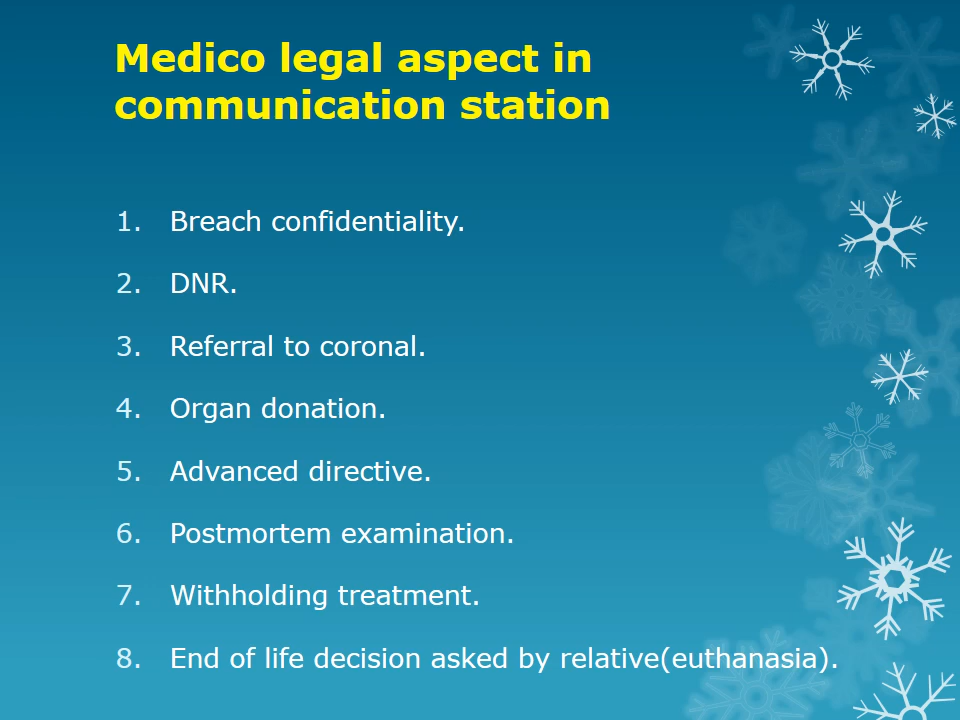 Medico legal aspect in
communication station
1. Breach confidentiality.
2. DNR.
3. Referral to coronal.
4. Organ donation.
5. Advanced directive.
6. Postmortem examination.
7. Withholding treatment.
8. End of life decision asked by relative(euthanasia).